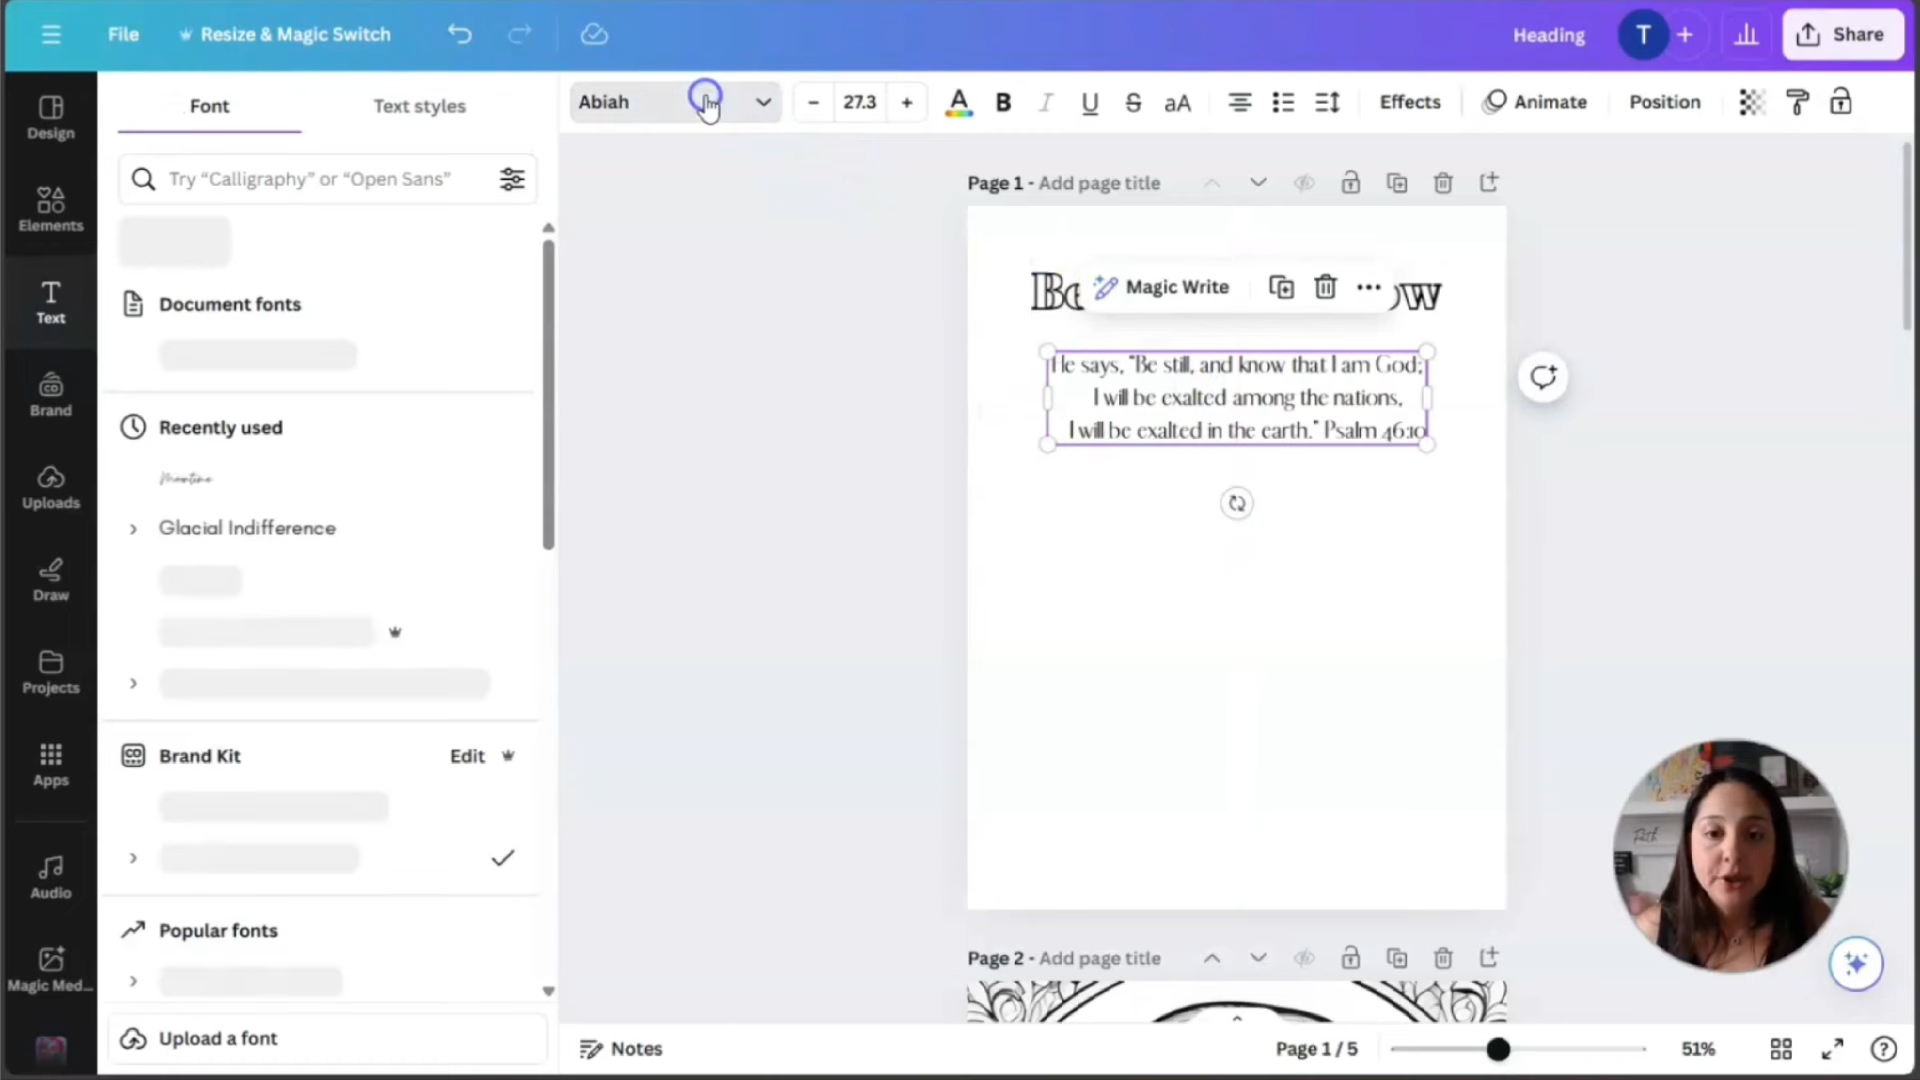 File
Resize & Magic Switch
Heading
T
Share
Design
Elements
Text
Brand
Uploads
Draw
Projects
Apps
Audio
Magic Med...
Font
Text styles
Try “Calligraphy” or “Open Sans”
Document fonts
Recently used
Glacial Indifference
Brand Kit
Edit
Popular fonts
Upload a font
Abiah
- 27.3 +
A B I U S aA
Effects
Animate
Position
Page 1 - Add page title
Magic Write
He says, "Be still, and know that I am God;
I will be exalted among the nations,
I will be exalted in the earth." Psalm 46:10
Page 2 - Add page title
Notes
Page 1 / 5
51%